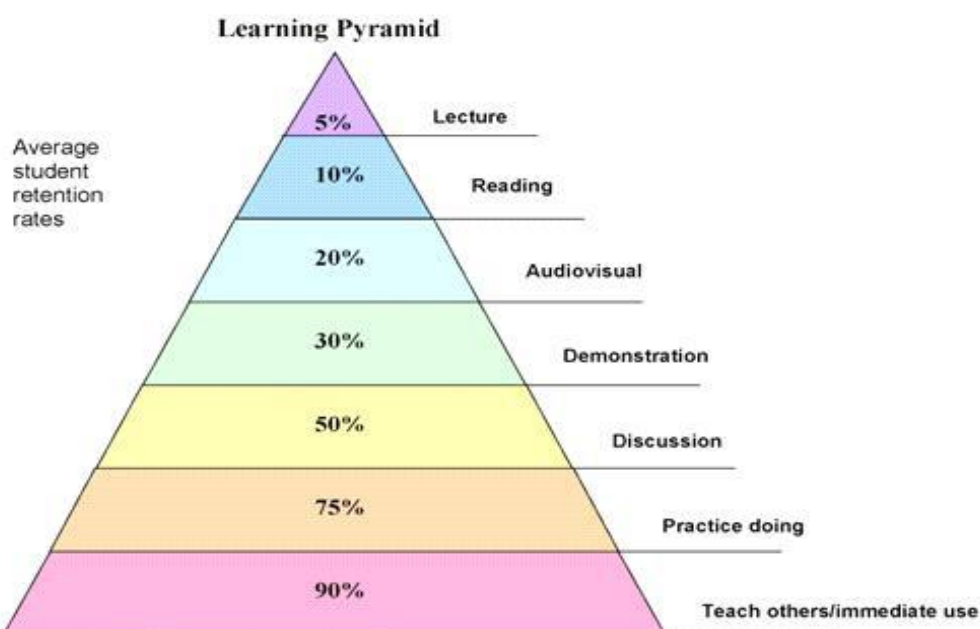 Learning Pyramid
Average
student
retention
rates
5%
Lecture
10%
Reading
20%
Audiovisual
30%
Demonstration
50%
Discussion
75%
Practice doing
90%
Teach others/immediate use